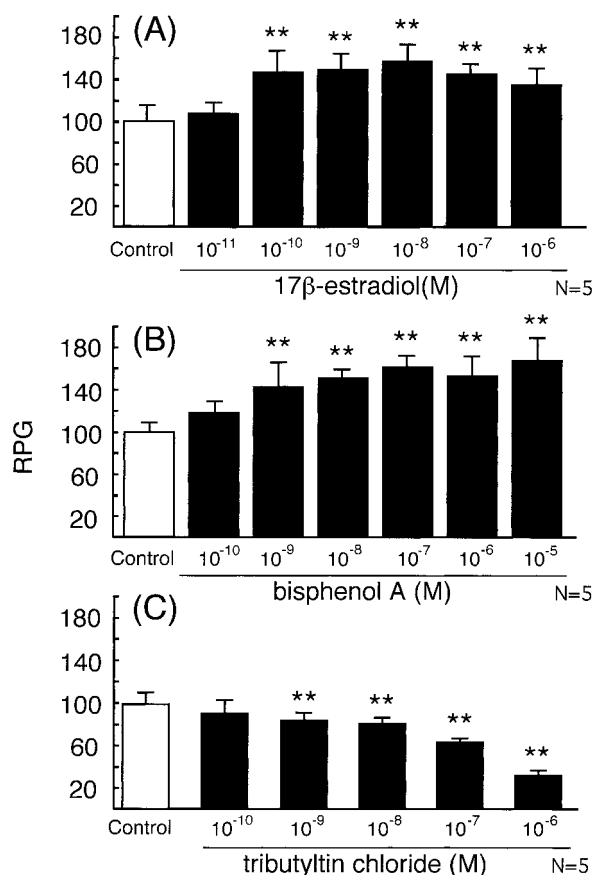 (A)
180
140
100
60
20
** ** ** ** **
Control 10⁻¹¹ 10⁻¹⁰ 10⁻⁹ 10⁻⁸ 10⁻⁷ 10⁻⁶
17β-estradiol(M) N=5
(B)
180
140
100
60
20
** ** ** ** **
RPG
Control 10⁻¹⁰ 10⁻⁹ 10⁻⁸ 10⁻⁷ 10⁻⁶ 10⁻⁵
bisphenol A (M) N=5
(C)
180
140
100
60
20
** ** ** **
Control 10⁻¹⁰ 10⁻⁹ 10⁻⁸ 10⁻⁷ 10⁻⁶
tributyltin chloride (M) N=5